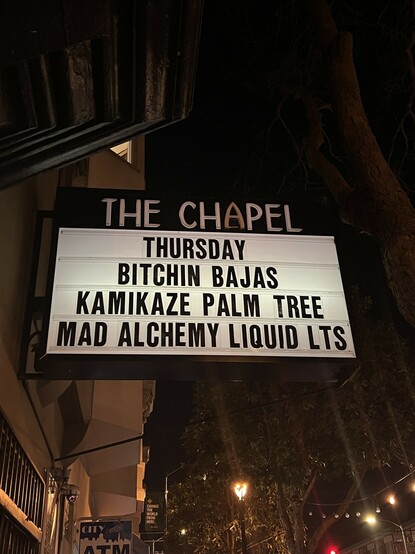 THE CHAPEL
THURSDAY
BITCHIN BAJAS
KAMIKAZE PALM TREE
MAD ALCHEMY LIQUID LTS
ATM